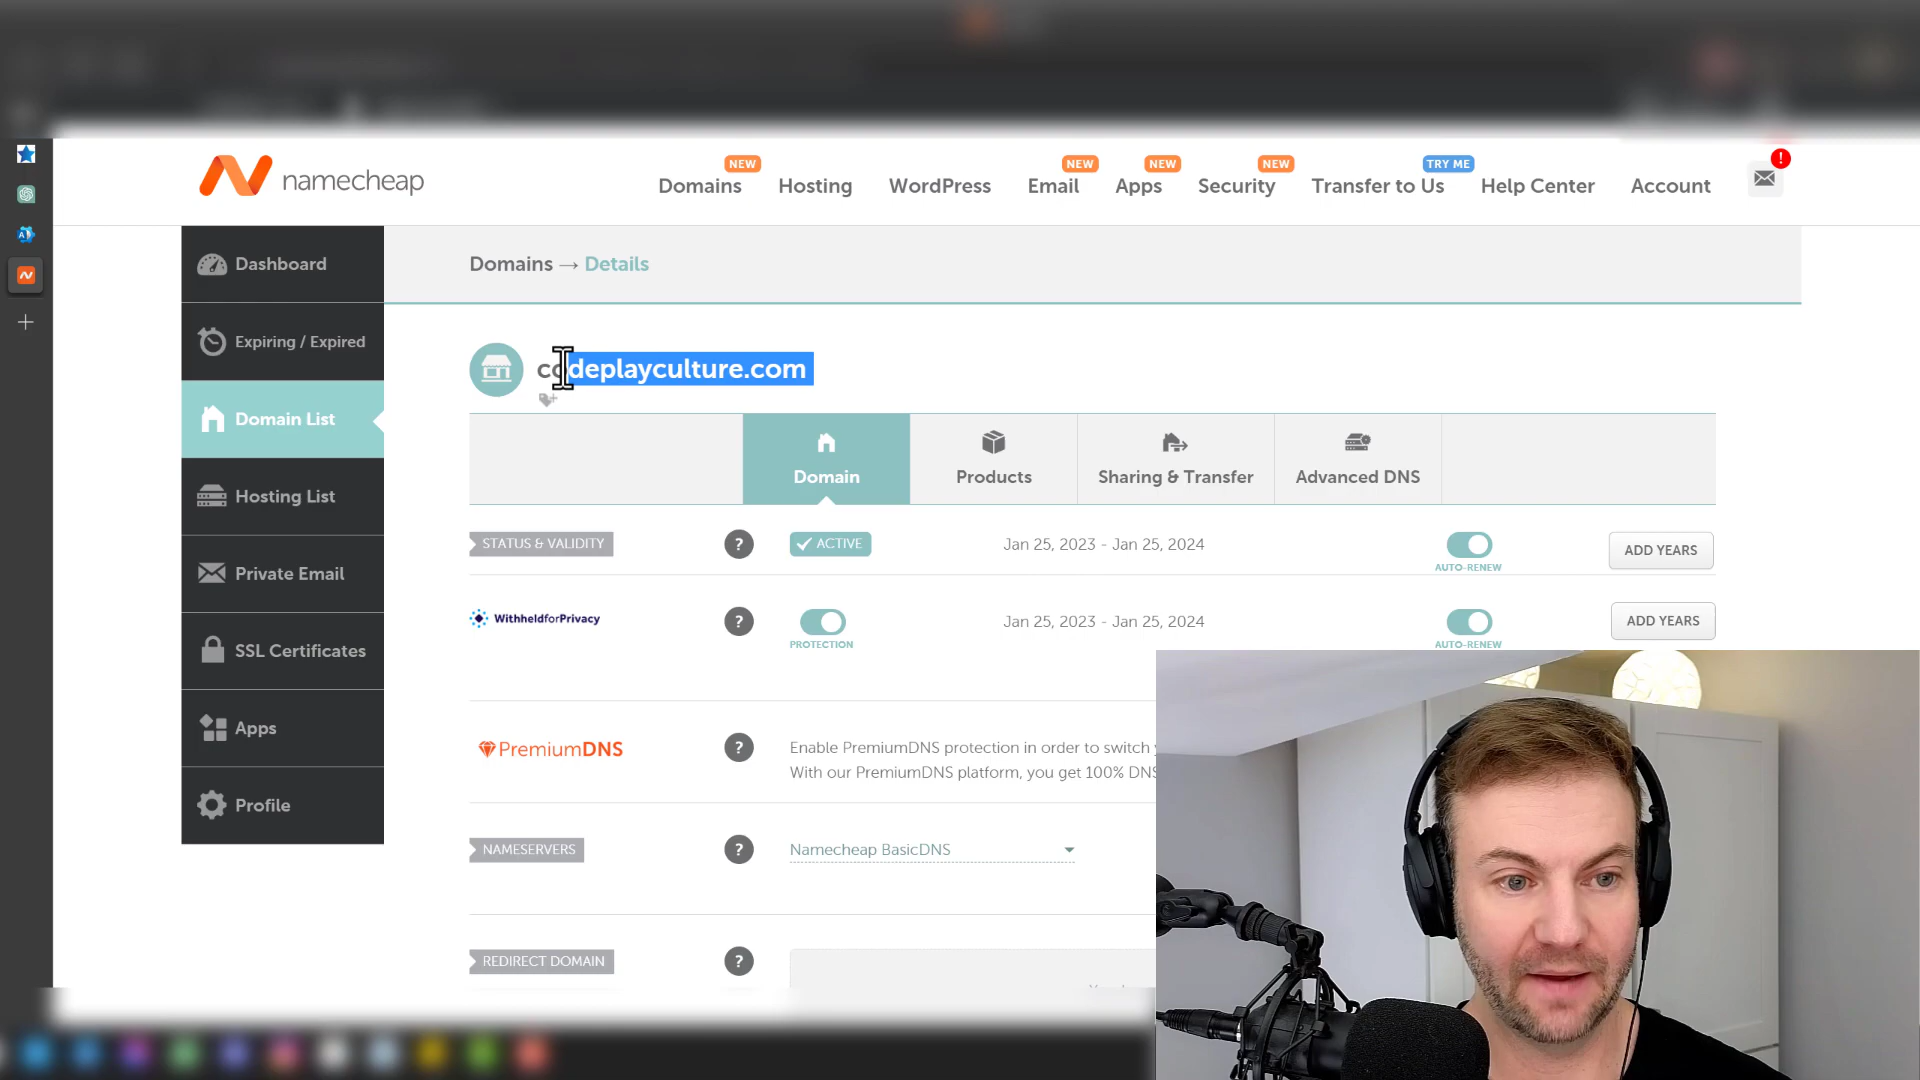 namecheap
NEW
NEW
NEW
NEW
TRY ME
Domains
Hosting
WordPress
Email
Apps
Security
Transfer to Us
Help Center
Account
!
Dashboard
Expiring / Expired
Domain List
Hosting List
Private Email
SSL Certificates
Apps
Profile
Domains → Details
codeplayculture.com
Domain
Products
Sharing & Transfer
Advanced DNS
STATUS & VALIDITY
?
ACTIVE
Jan 25, 2023 - Jan 25, 2024
AUTO-RENEW
ADD YEARS
WithheldforPrivacy
?
PROTECTION
Jan 25, 2023 - Jan 25, 2024
AUTO-RENEW
ADD YEARS
PremiumDNS
?
Enable PremiumDNS protection in order to switch
With our PremiumDNS platform, you get 100% DNS
NAMESERVERS
?
Namecheap BasicDNS
REDIRECT DOMAIN
?